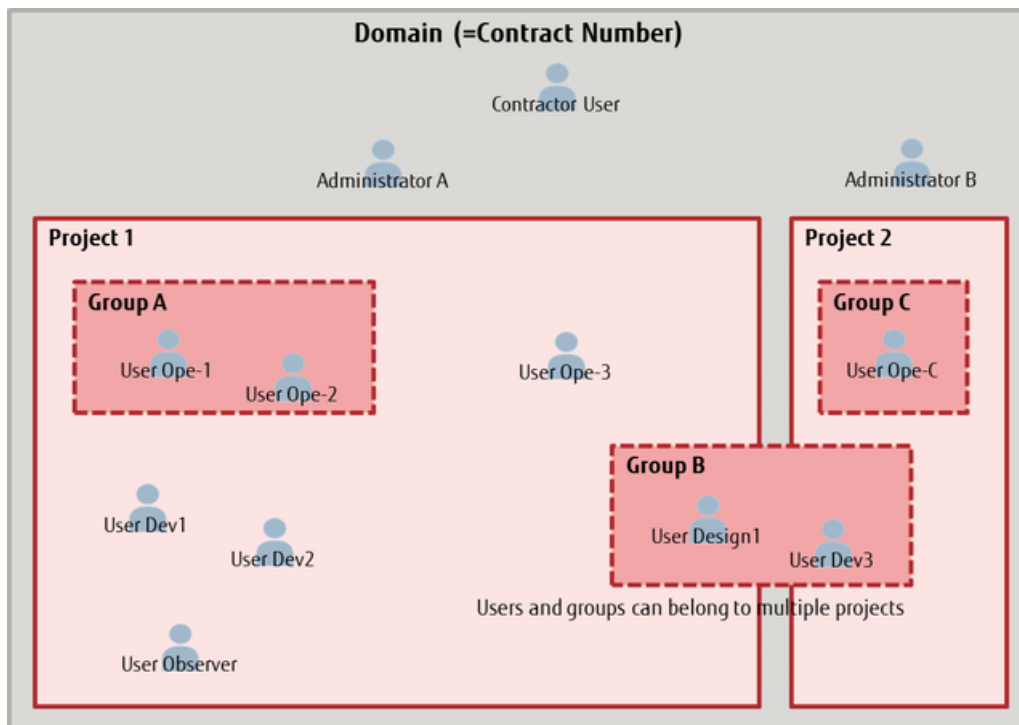 Domain (=Contract Number)
Contractor User
Administrator A
Administrator B
Project 1
Project 2
Group A
Group C
User Ope-1
User Ope-2
User Ope-3
User Ope-C
Group B
User Dev1
User Design1
User Dev2
User Dev3
Users and groups can belong to multiple projects
User Observer